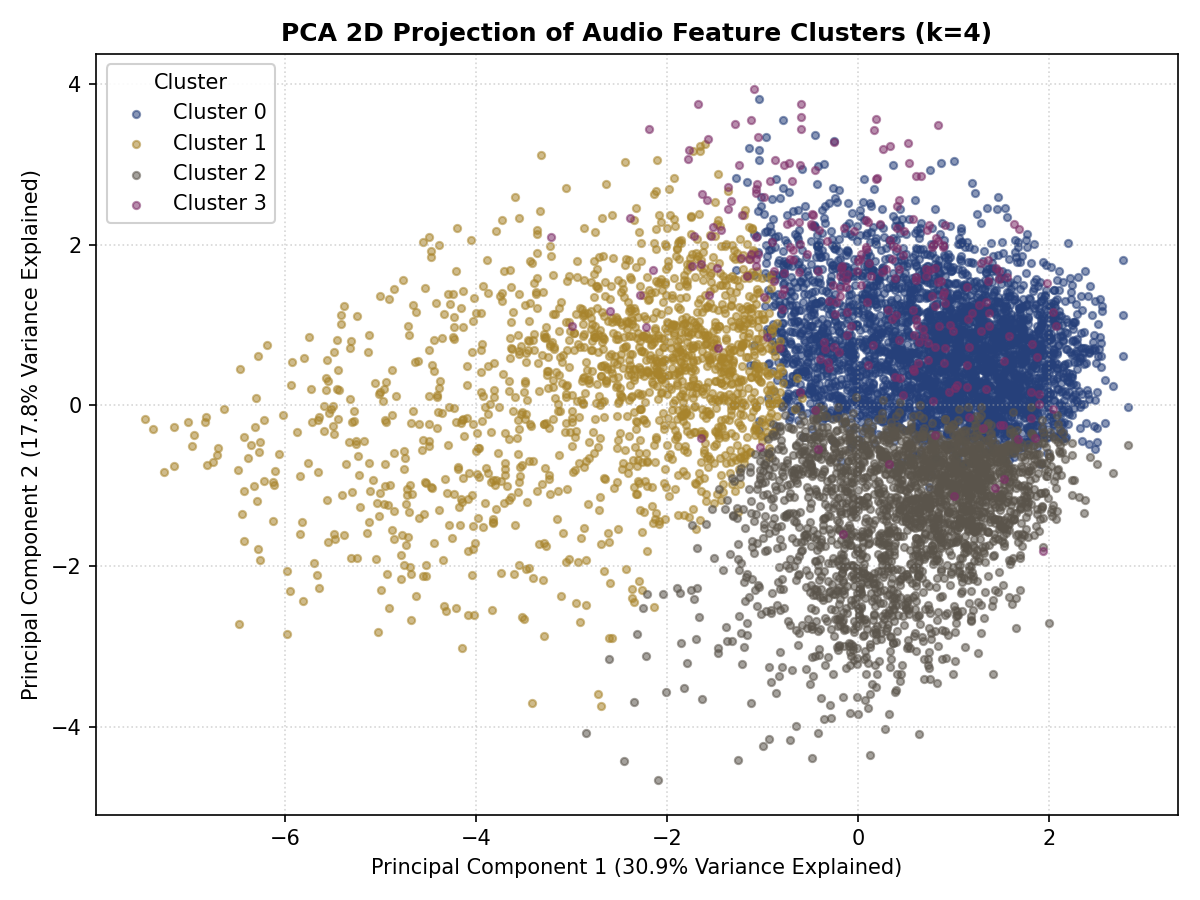 PCA 2D Projection of Audio Feature Clusters (k=4)
Cluster
Cluster 0
Cluster 1
Cluster 2
Cluster 3
Principal Component 2 (17.8% Variance Explained)
4
2
0
−2
−4
−6
−4
−2
0
2
Principal Component 1 (30.9% Variance Explained)